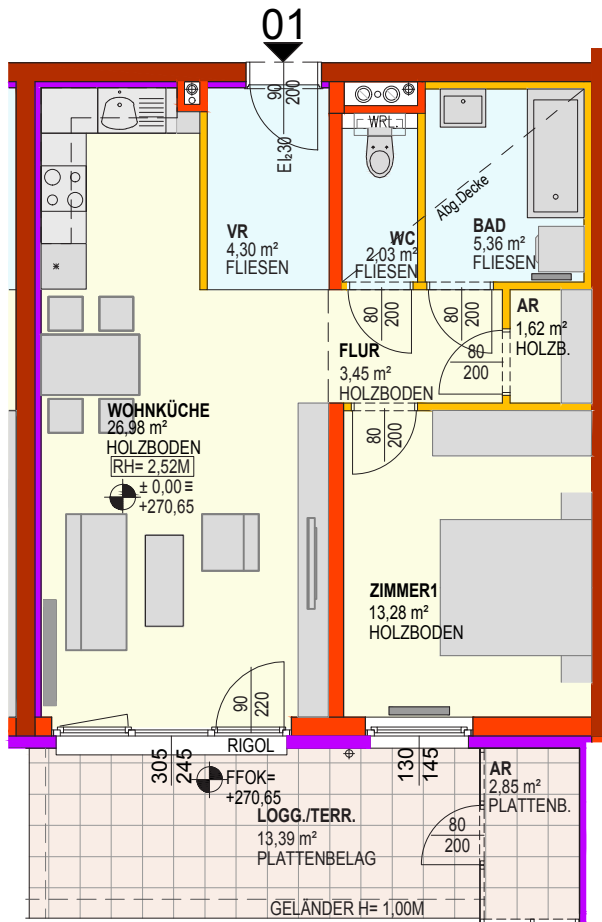 01
90
200
EI₂30
WRL.
Abg.Decke
VR
4,30 m²
FLIESEN
WC
2,03 m²
FLIESEN
BAD
5,36 m²
FLIESEN
80
200
80
200
AR
1,62 m²
HOLZB.
FLUR
3,45 m²
HOLZBODEN
80
200
WOHNKÜCHE
26,98 m²
HOLZBODEN
RH= 2,52M
± 0,00 =
+270,65
80
200
ZIMMER1
13,28 m²
HOLZBODEN
90
220
RIGOL
305
245
130
145
FFOK=
+270,65
AR
2,85 m²
PLATTENB.
LOGG./TERR.
13,39 m²
PLATTENBELAG
80
200
GELÄNDER H= 1,00M